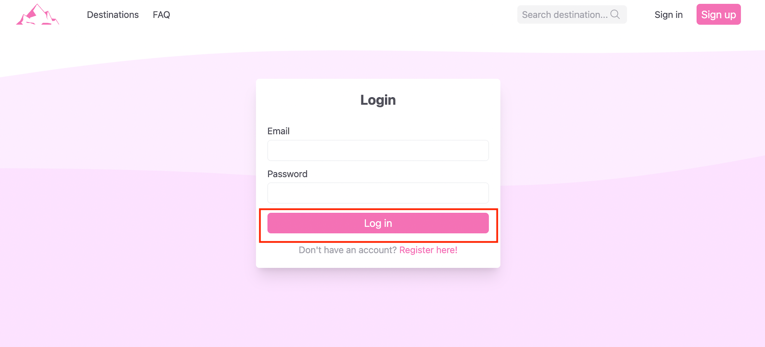 Destinations FAQ Search destination... Sign in Sign up
Login
Email
Password
Log in
Don't have an account? Register here!